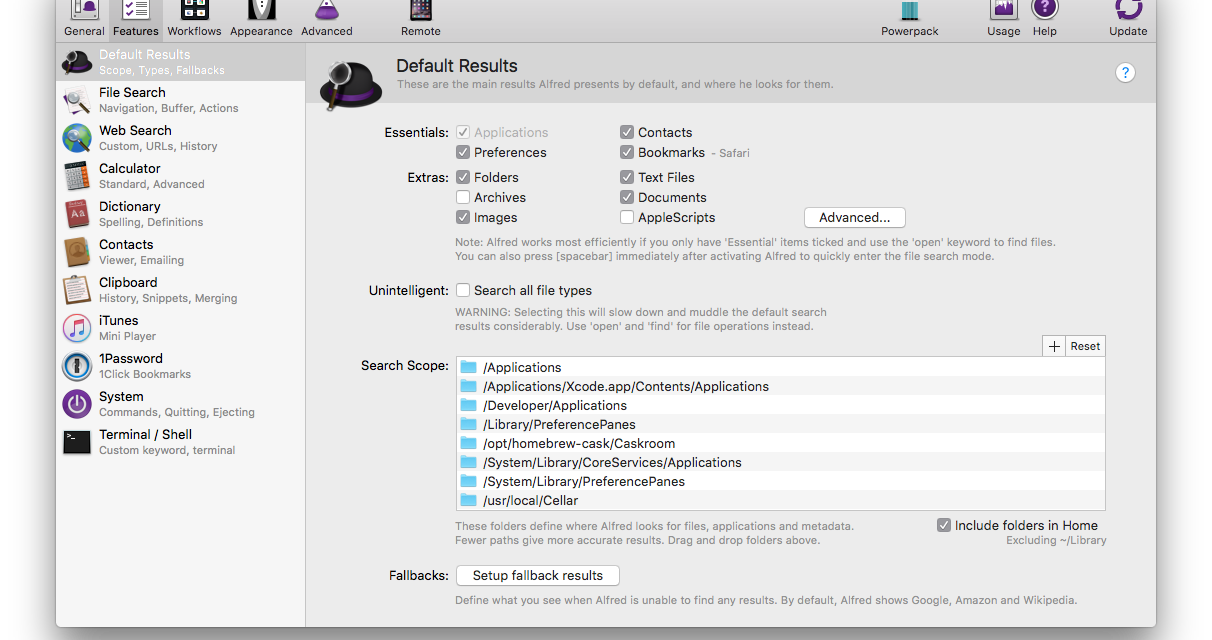 General Features Workflows Appearance Advanced Remote Powerpack Usage Help Update
Default Results
Scope, Types, Fallbacks
File Search
Navigation, Buffer, Actions
Web Search
Custom, URLs, History
Calculator
Standard, Advanced
Dictionary
Spelling, Definitions
Contacts
Viewer, Emailing
Clipboard
History, Snippets, Merging
iTunes
Mini Player
1Password
1Click Bookmarks
System
Commands, Quitting, Ejecting
Terminal / Shell
Custom keyword, terminal
Default Results
These are the main results Alfred presents by default, and where he looks for them.
?
Essentials: Applications Contacts
Preferences Bookmarks - Safari
Extras: Folders Text Files
Archives Documents
Images AppleScripts Advanced...
Note: Alfred works most efficiently if you only have 'Essential' items ticked and use the 'open' keyword to find files.
You can also press [spacebar] immediately after activating Alfred to quickly enter the file search mode.
Unintelligent: Search all file types
WARNING: Selecting this will slow down and muddle the default search
results considerably. Use 'open' and 'find' for file operations instead.
+ Reset
Search Scope: /Applications
/Applications/Xcode.app/Contents/Applications
/Developer/Applications
/Library/PreferencePanes
/opt/homebrew-cask/Caskroom
/System/Library/CoreServices/Applications
/System/Library/PreferencePanes
/usr/local/Cellar
These folders define where Alfred looks for files, applications and metadata.
Fewer paths give more accurate results. Drag and drop folders above.
Include folders in Home
Excluding ~/Library
Fallbacks: Setup fallback results
Define what you see when Alfred is unable to find any results. By default, Alfred shows Google, Amazon and Wikipedia.